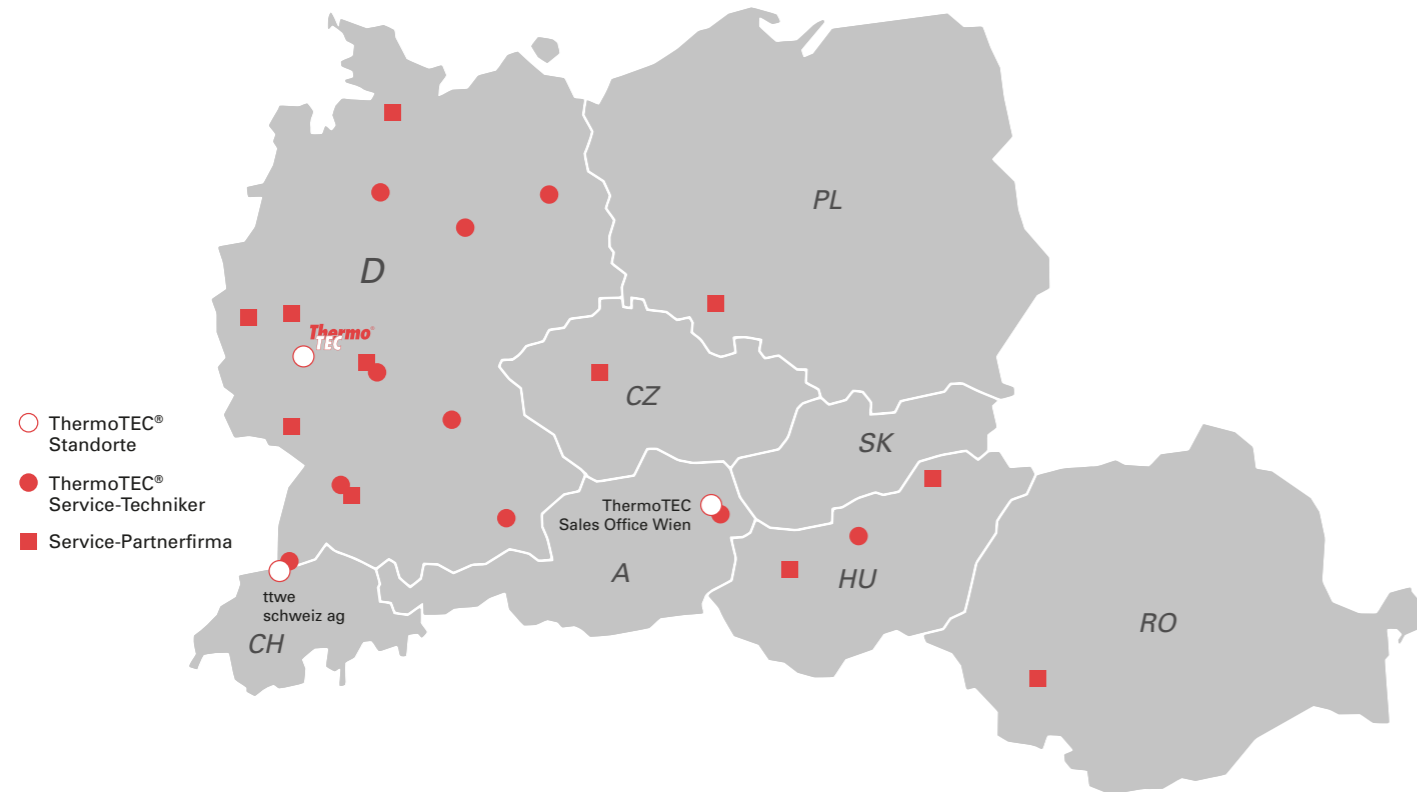 PL
D
Thermo®
TEC
CZ
ThermoTEC®
Standorte
ThermoTEC®
Service-Techniker
Service-Partnerfirma
SK
ThermoTEC
Sales Office Wien
A
HU
ttwe
schweiz ag
CH
RO